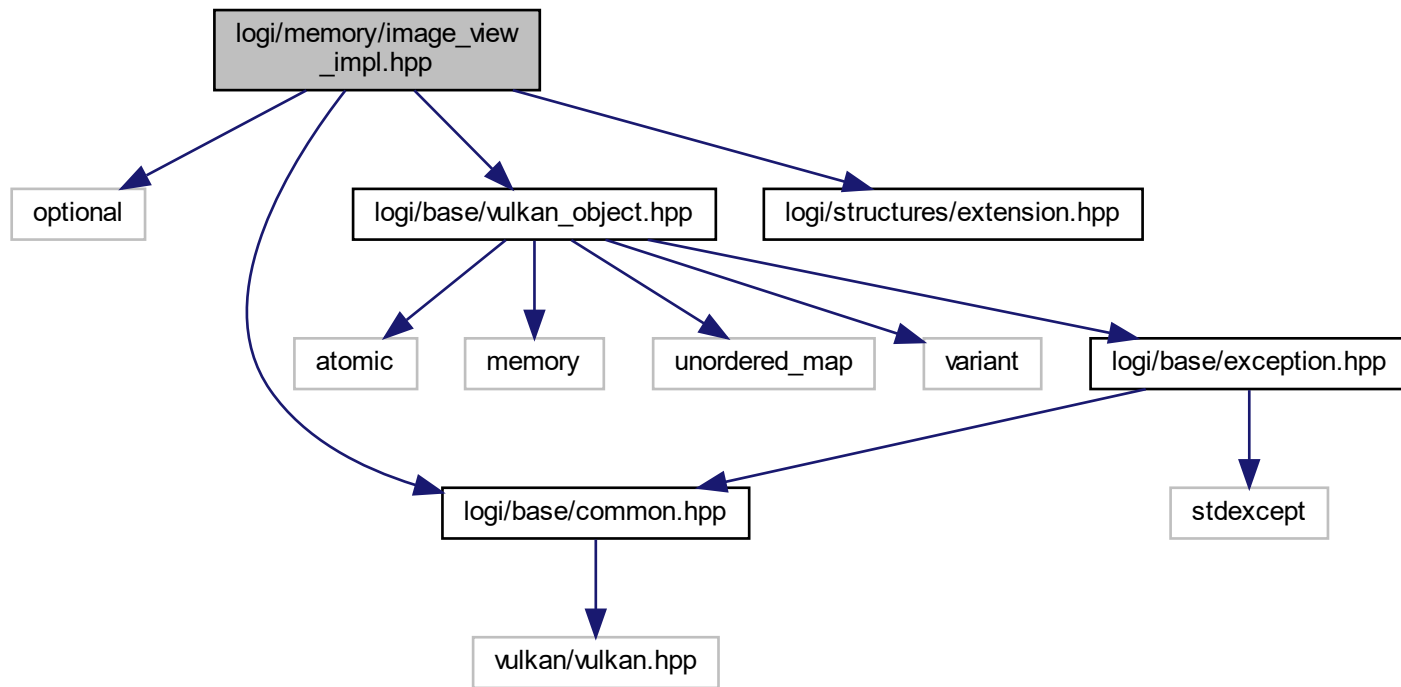 logi/memory/image_view
_impl.hpp
optional
logi/base/vulkan_object.hpp
logi/structures/extension.hpp
atomic
memory
unordered_map
variant
logi/base/exception.hpp
logi/base/common.hpp
stdexcept
vulkan/vulkan.hpp